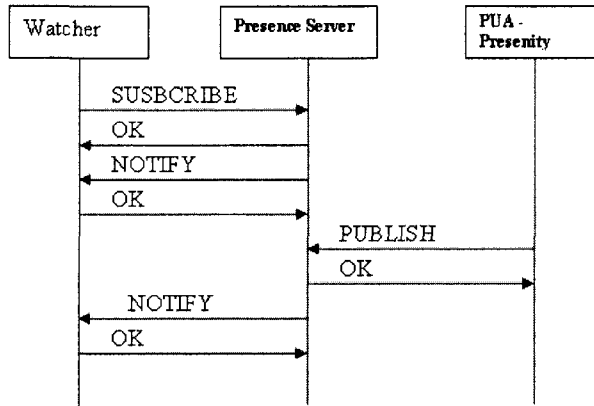 Watcher
Presence Server
PUA -
Presenity
SUSBCRIBE
OK
NOTIFY
OK
PUBLISH
OK
NOTIFY
OK